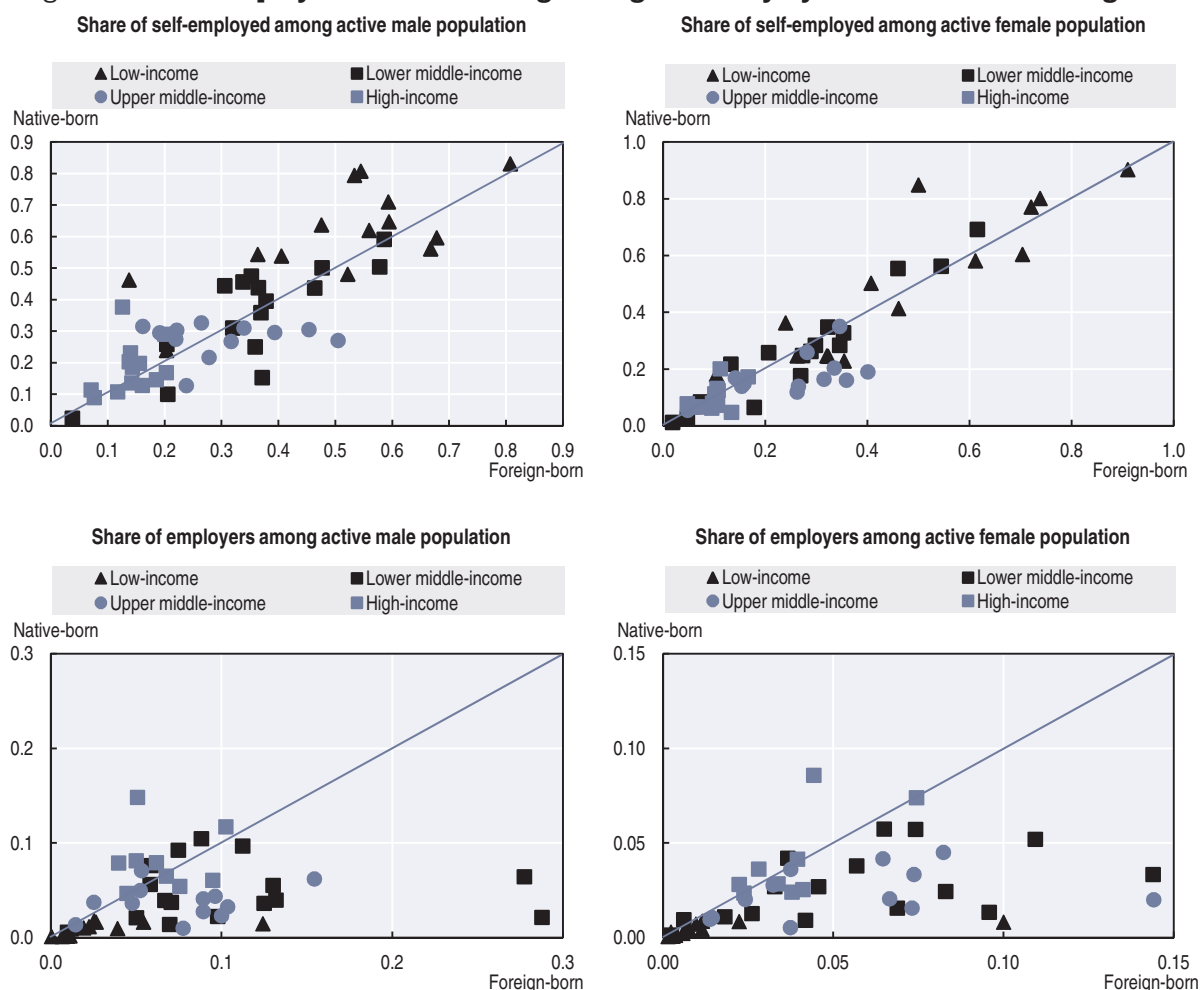 Share of self-employed among active male population
Low-income
Lower middle-income
Upper middle-income
High-income
Native-born
0.9
0.8
0.7
0.6
0.5
0.4
0.3
0.2
0.1
0.0
0.0 0.1 0.2 0.3 0.4 0.5 0.6 0.7 0.8 0.9
Foreign-born
Share of self-employed among active female population
Low-income
Lower middle-income
Upper middle-income
High-income
Native-born
1.0
0.8
0.6
0.4
0.2
0.0
0.0 0.2 0.4 0.6 0.8 1.0
Foreign-born
Share of employers among active male population
Low-income
Lower middle-income
Upper middle-income
High-income
Native-born
0.3
0.2
0.1
0.0
0.0 0.1 0.2 0.3
Foreign-born
Share of employers among active female population
Low-income
Lower middle-income
Upper middle-income
High-income
Native-born
0.15
0.10
0.05
0.00
0.00 0.05 0.10 0.15
Foreign-born